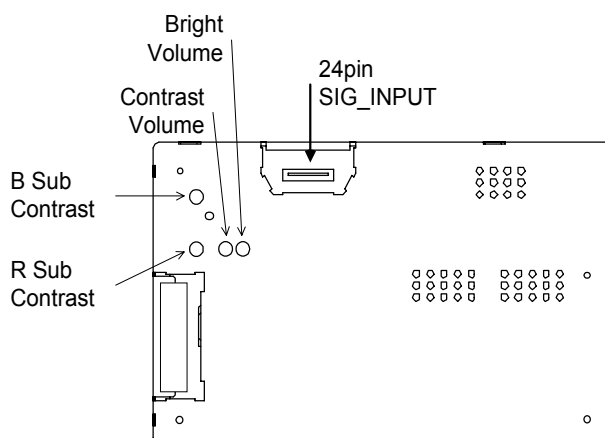 Bright
Volume
24pin
SIG_INPUT
Contrast
Volume
B Sub
Contrast
R Sub
Contrast